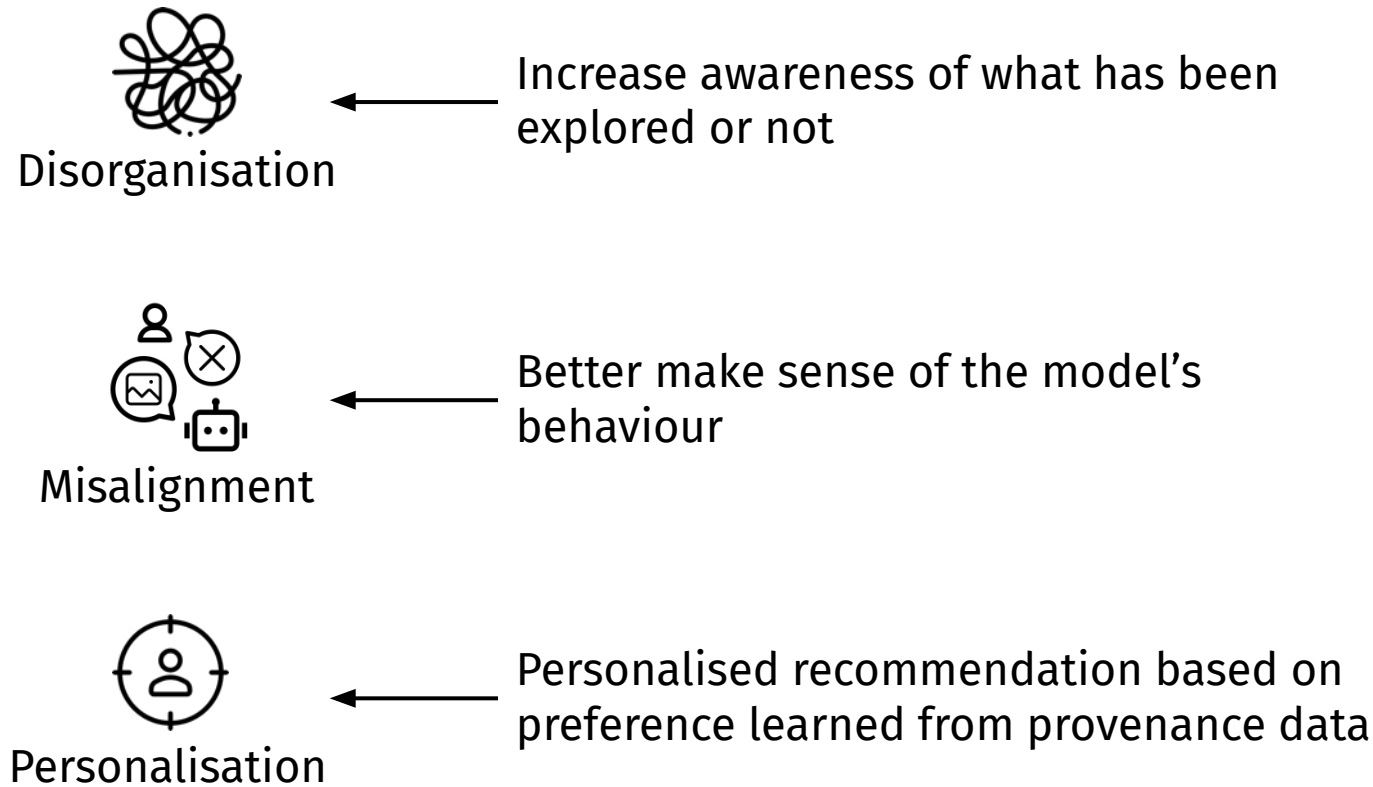 Increase awareness of what has been
explored or not
Disorganisation
Better make sense of the model’s
behaviour
Misalignment
Personalised recommendation based on
preference learned from provenance data
Personalisation